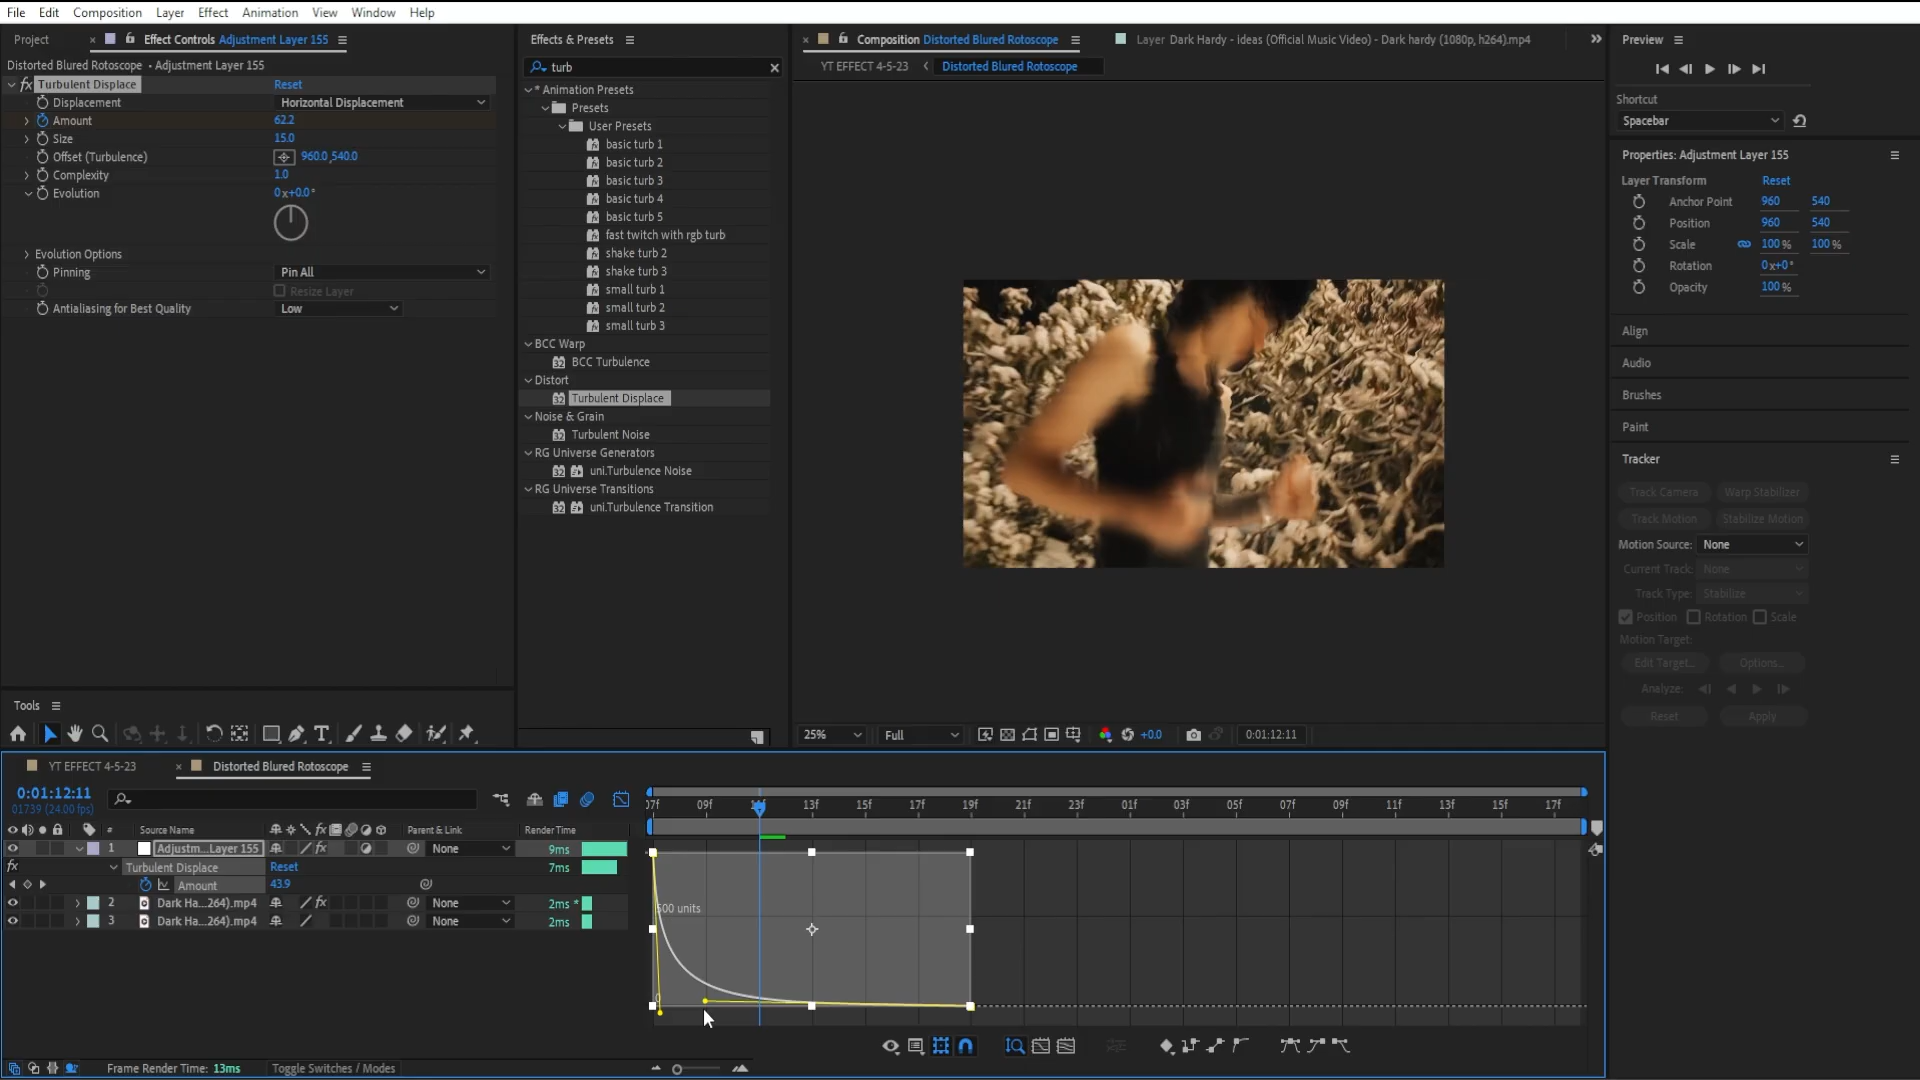 File Edit Composition Layer Effect Animation View Window Help
Project × Effect Controls Adjustment Layer 155
Distorted Blured Rotoscope • Adjustment Layer 155
fx Turbulent Displace Reset
Displacement Horizontal Displacement
Amount 62.2
Size 15.0
Offset (Turbulence) 960.0,540.0
Complexity 1.0
Evolution 0x+0.0°
Evolution Options
Pinning Pin All
Resize Layer
Antialiasing for Best Quality Low
Effects & Presets
turb
* Animation Presets
Presets
User Presets
basic turb 1
basic turb 2
basic turb 3
basic turb 4
basic turb 5
fast twitch with rgb turb
shake turb 2
shake turb 3
small turb 1
small turb 2
small turb 3
BCC Warp
BCC Turbulence
Distort
32 Turbulent Displace
Noise & Grain
Turbulent Noise
RG Universe Generators
uni.Turbulence Noise
RG Universe Transitions
uni.Turbulence Transition
Composition Distorted Blured Rotoscope
Layer Dark Hardy - ideas (Official Music Video) - Dark hardy (1080p, h264).mp4
YT EFFECT 4-5-23 Distorted Blured Rotoscope
25% Full +0.0 0:01:12:11
Preview
Shortcut
Spacebar
Properties: Adjustment Layer 155
Layer Transform Reset
Anchor Point 960 540
Position 960 540
Scale 100 % 100 %
Rotation 0x+0°
Opacity 100 %
Align
Audio
Brushes
Paint
Tracker
Track Camera Warp Stabilizer
Track Motion Stabilize Motion
Motion Source: None
Current Track: None
Track Type: Stabilize
Position Rotation Scale
Motion Target:
Edit Target... Options...
Analyze:
Reset Apply
Tools
YT EFFECT 4-5-23 × Distorted Blured Rotoscope
0:01:12:11
01739 (24.00 fps)
07f 09f 11f 13f 15f 17f 19f 21f 23f 01f 03f 05f 07f 09f 11f 13f 15f 17f
# Source Name Parent & Link Render Time
1 Adjustm...Layer 155 None 9ms
fx Turbulent Displace Reset 7ms
Amount 43.9
2 Dark Ha...264).mp4 None 2ms *
3 Dark Ha...264).mp4 None 2ms
500 units
0
Frame Render Time: 13ms Toggle Switches / Modes